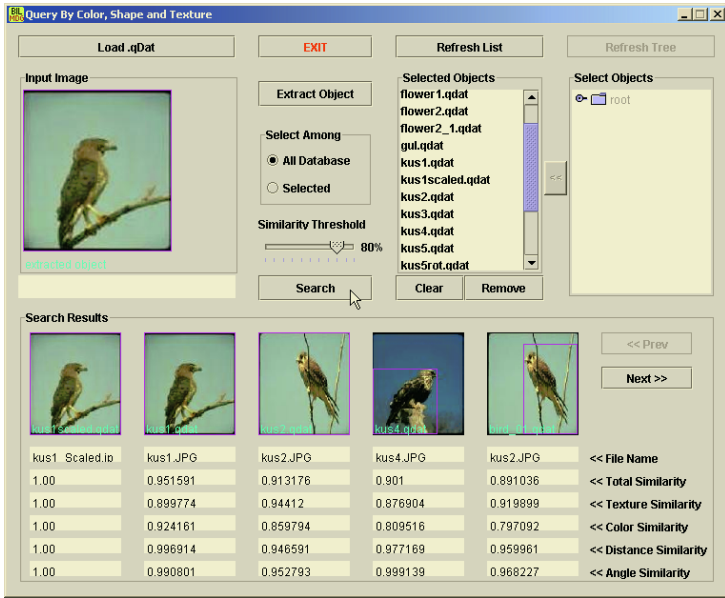 BIL MDG Query By Color, Shape and Texture
Load .qDat EXIT Refresh List Refresh Tree
Input Image
extracted object
Extract Object
Select Among
All Database
Selected
Similarity Threshold
80%
Search
Selected Objects
flower1.qdat
flower2.qdat
flower2_1.qdat
gul.qdat
kus1.qdat
kus1scaled.qdat
kus2.qdat
kus3.qdat
kus4.qdat
kus5.qdat
kus5rot.qdat
<<
Clear Remove
Select Objects
root
Search Results
kus1scaled.qdat kus1.qdat kus2.qdat kus4.qdat bird_01.qdat
<< Prev
Next >>
kus1_Scaled.jp kus1.JPG kus2.JPG kus4.JPG kus2.JPG << File Name
1.00 0.951591 0.913176 0.901 0.891036 << Total Similarity
1.00 0.899774 0.94412 0.876904 0.919899 << Texture Similarity
1.00 0.924161 0.859794 0.809516 0.797092 << Color Similarity
1.00 0.996914 0.946591 0.977169 0.959961 << Distance Similarity
1.00 0.990801 0.952793 0.999139 0.968227 << Angle Similarity